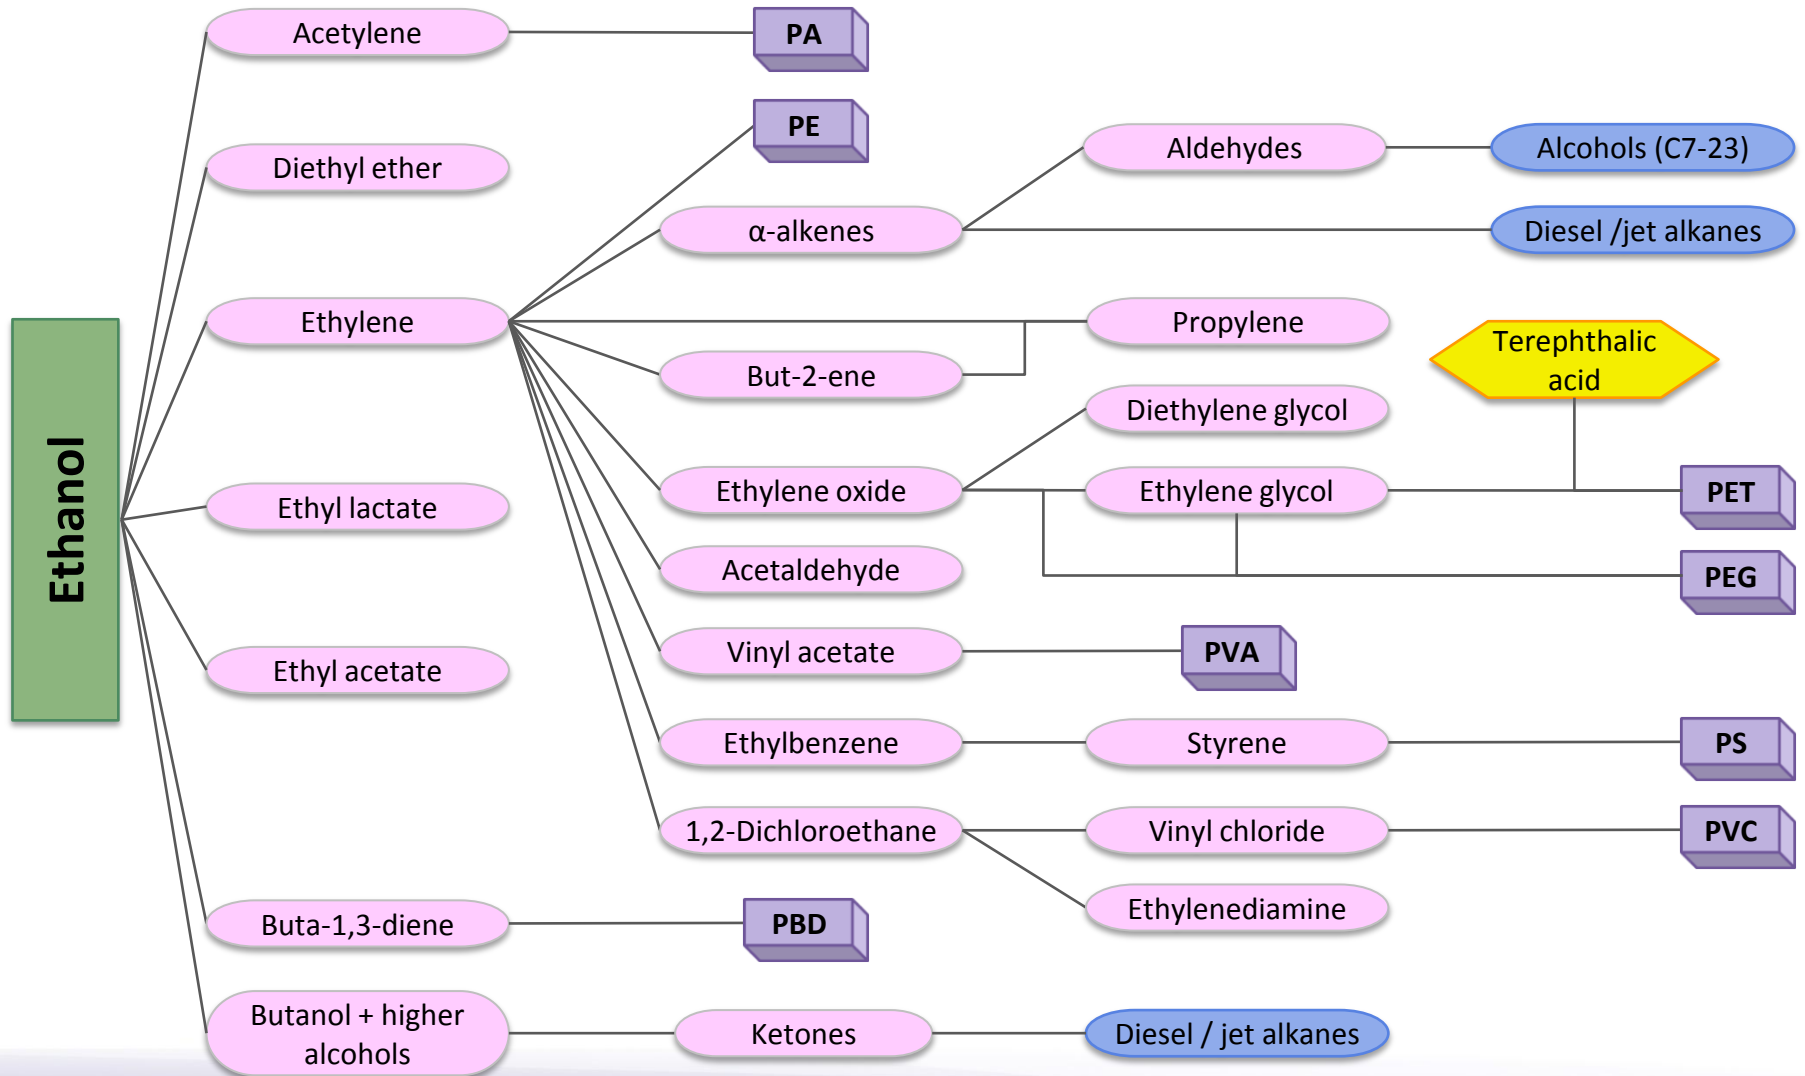 Acetylene
PA
PE
Aldehydes
Alcohols (C7-23)
Diethyl ether
α-alkenes
Diesel /jet alkanes
Ethylene
Propylene
Terephthalic
acid
But-2-ene
Diethylene glycol
Ethanol
Ethyl lactate
Ethylene oxide
Ethylene glycol
PET
Acetaldehyde
PEG
Ethyl acetate
Vinyl acetate
PVA
Ethylbenzene
Styrene
PS
1,2-Dichloroethane
Vinyl chloride
PVC
Buta-1,3-diene
PBD
Ethylenediamine
Butanol + higher
alcohols
Ketones
Diesel / jet alkanes